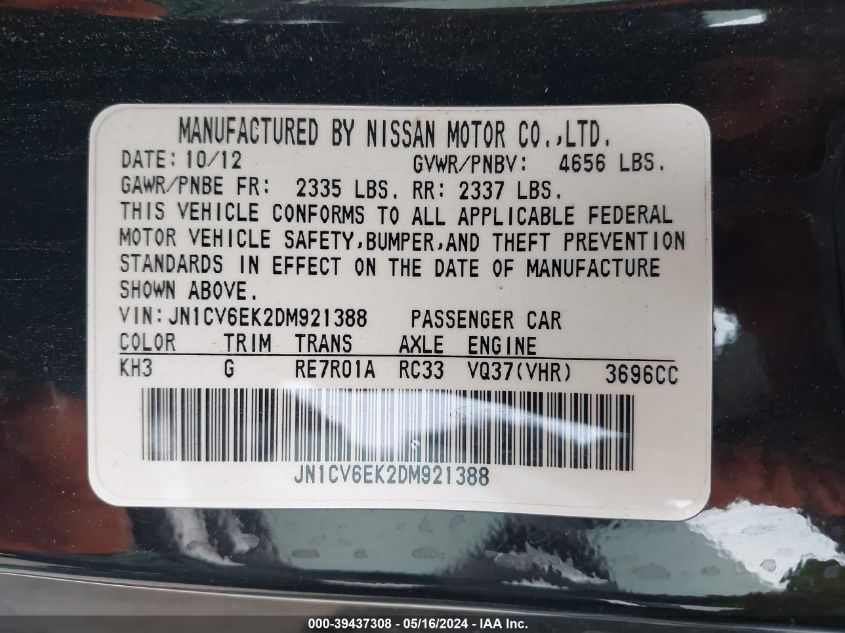 MANUFACTURED BY NISSAN MOTOR CO.,LTD.
DATE: 10/12 GVWR/PNBV: 4656 LBS.
GAWR/PNBE FR: 2335 LBS. RR: 2337 LBS.
THIS VEHICLE CONFORMS TO ALL APPLICABLE FEDERAL
MOTOR VEHICLE SAFETY,BUMPER,AND THEFT PREVENTION
STANDARDS IN EFFECT ON THE DATE OF MANUFACTURE
SHOWN ABOVE.
VIN: JN1CV6EK2DM921388 PASSENGER CAR
COLOR TRIM TRANS AXLE ENGINE
KH3 G RE7R01A RC33 VQ37(VHR) 3696CC
JN1CV6EK2DM921388
000-39437308 - 05/16/2024 - IAA Inc.